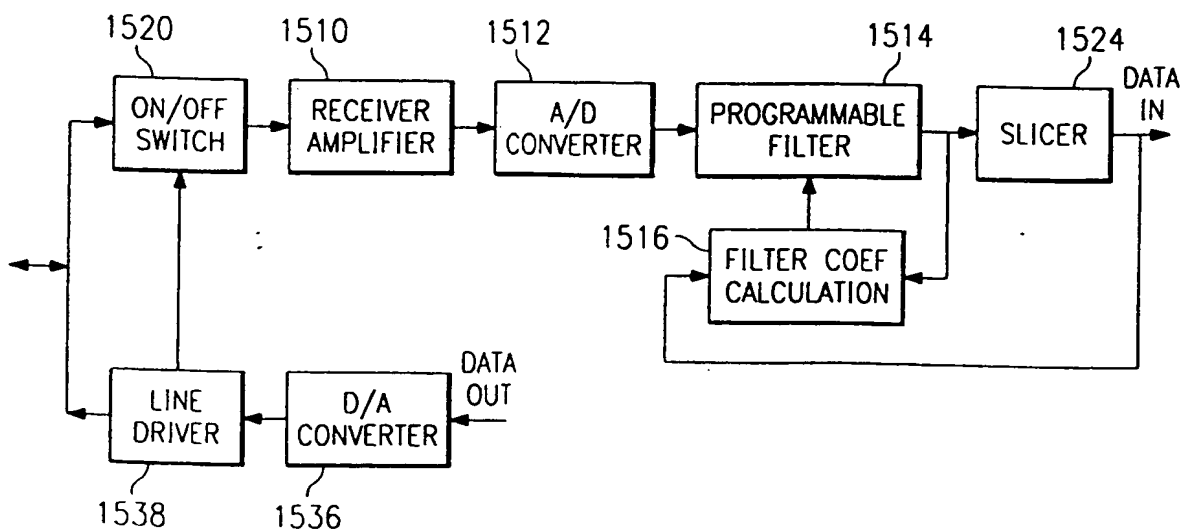 1520
1510
1512
1514
1524
ON/OFF
SWITCH
RECEIVER
AMPLIFIER
A/D
CONVERTER
PROGRAMMABLE
FILTER
SLICER
DATA
IN
1516
FILTER COEF
CALCULATION
LINE
DRIVER
D/A
CONVERTER
DATA
OUT
1538
1536